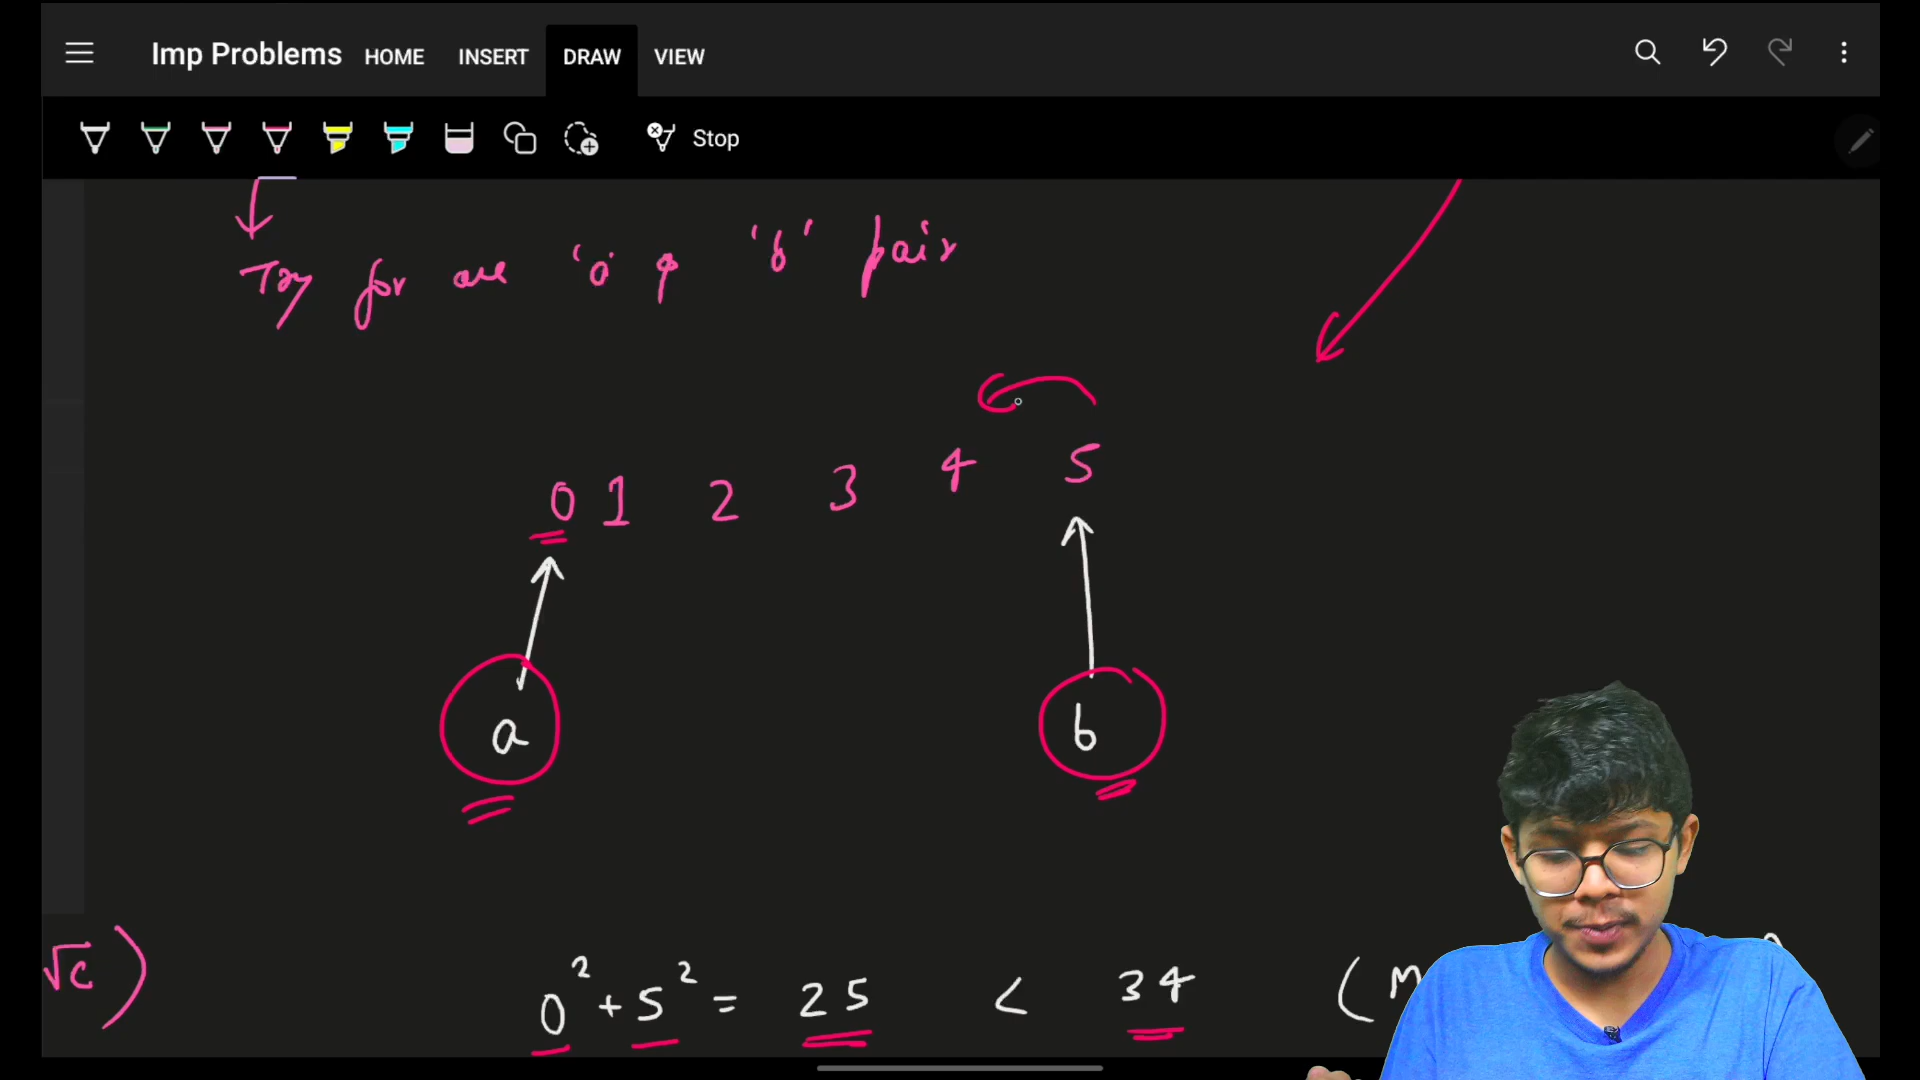 Imp Problems HOME INSERT DRAW VIEW
Stop
Try for all 'a' & 'b' pair
0 1 2 3 4 5
a b
√c)
0² + 5² = 25 < 34 (M